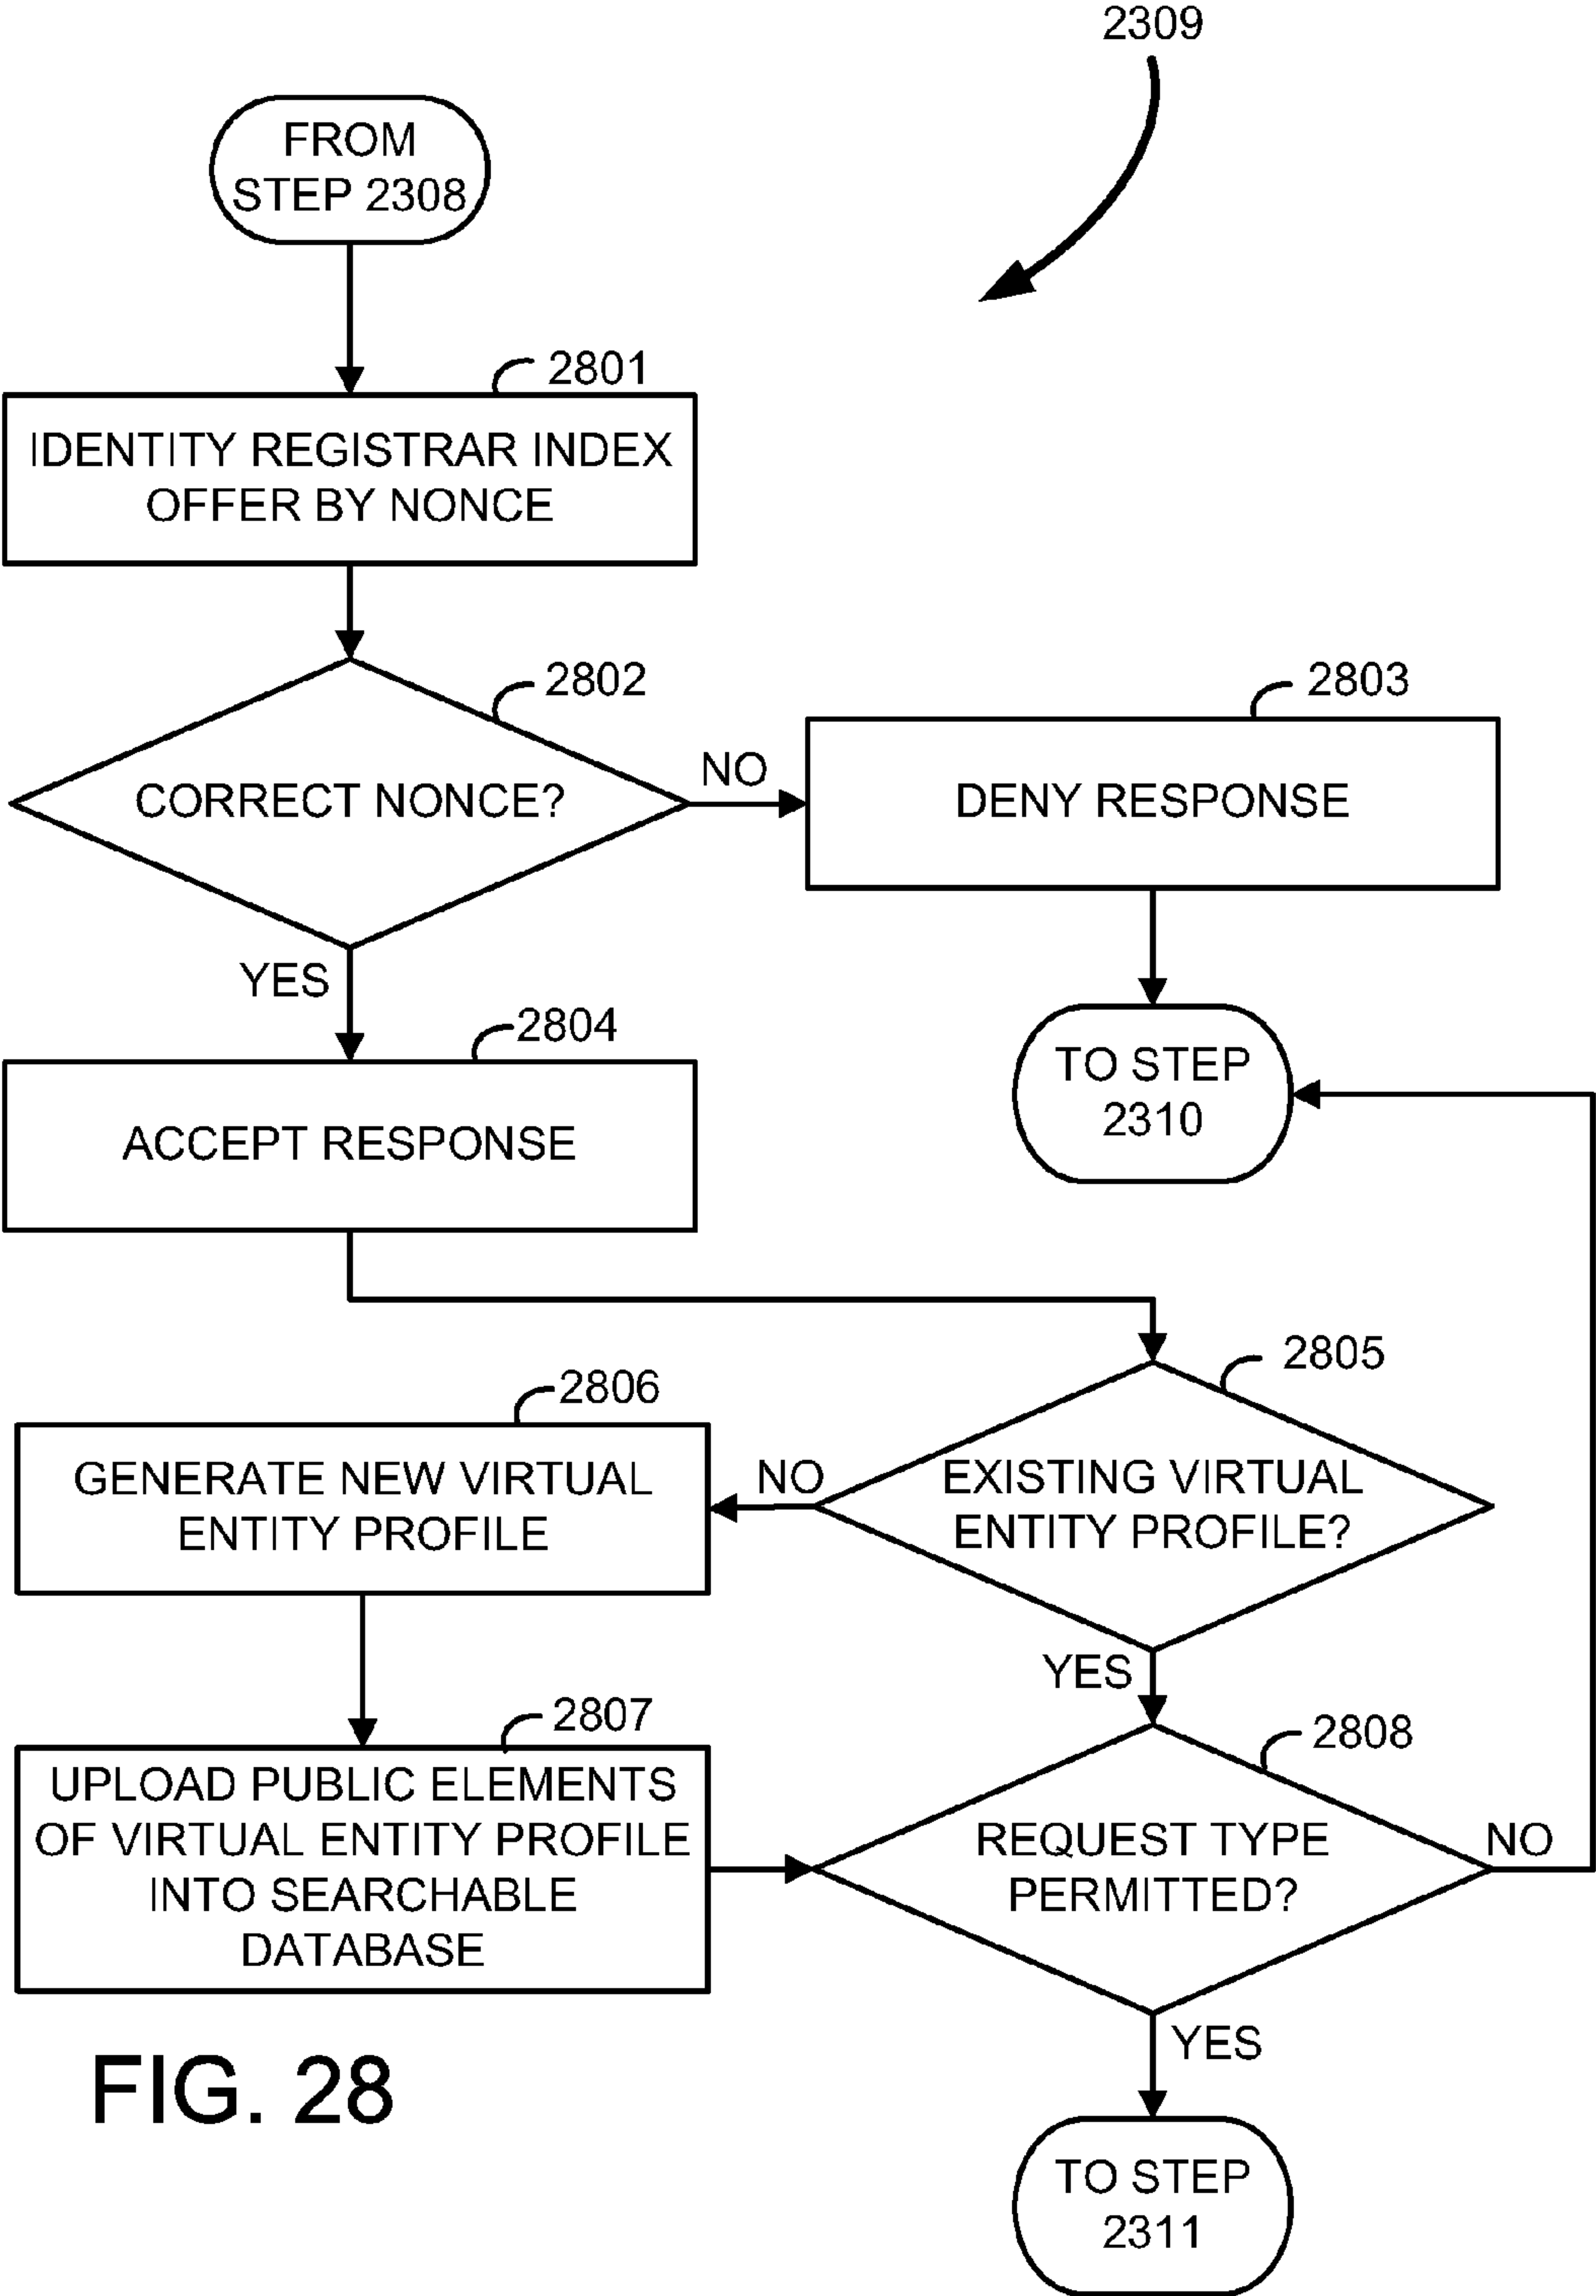 2309
FROM
STEP 2308
2801
IDENTITY REGISTRAR INDEX
OFFER BY NONCE
2802
CORRECT NONCE?
NO
2803
DENY RESPONSE
YES
2804
ACCEPT RESPONSE
TO STEP
2310
2805
EXISTING VIRTUAL
ENTITY PROFILE?
NO
2806
GENERATE NEW VIRTUAL
ENTITY PROFILE
YES
2807
UPLOAD PUBLIC ELEMENTS
OF VIRTUAL ENTITY PROFILE
INTO SEARCHABLE
DATABASE
2808
REQUEST TYPE
PERMITTED?
NO
YES
TO STEP
2311
FIG. 28